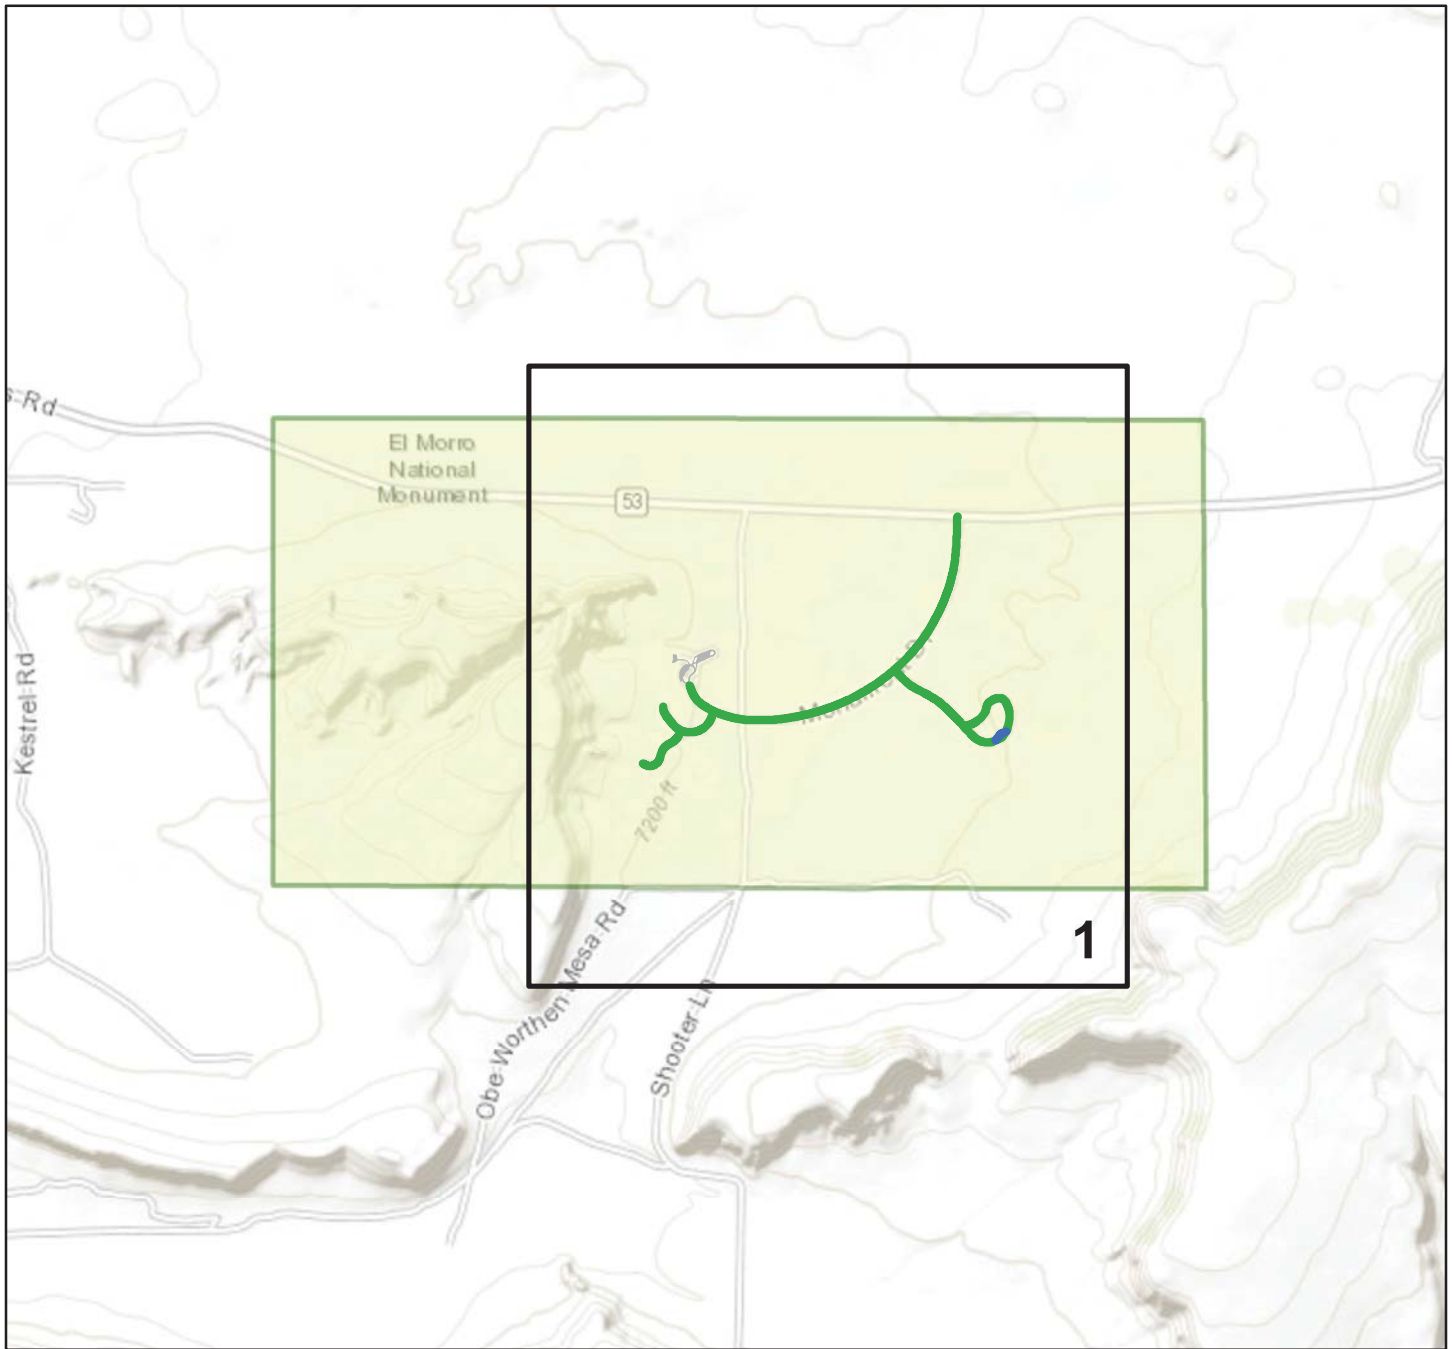 s Rd
El Morro
National
Monument
53
Kestrel Rd
7200 ft
Obe Worthen Mesa Rd
1
Shooter Ln